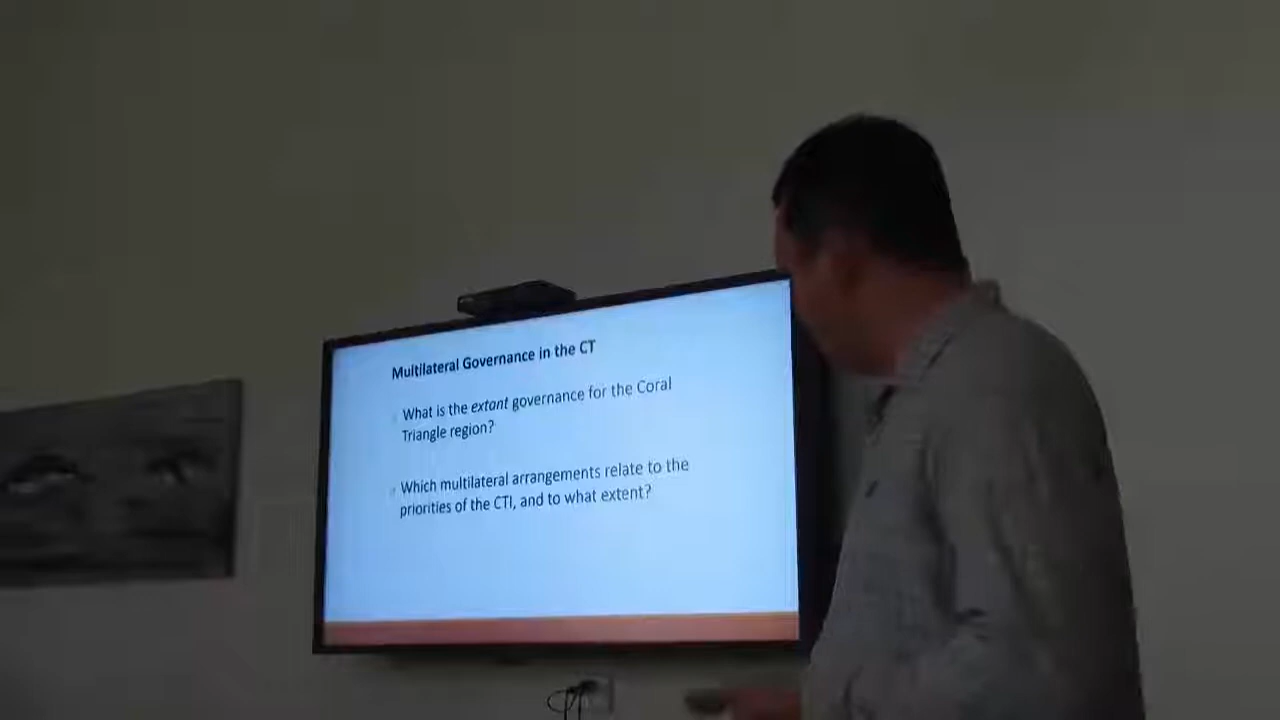 Multilateral Governance in the CT
What is the extant governance for the Coral
Triangle region?
Which multilateral arrangements relate to the
priorities of the CTI, and to what extent?